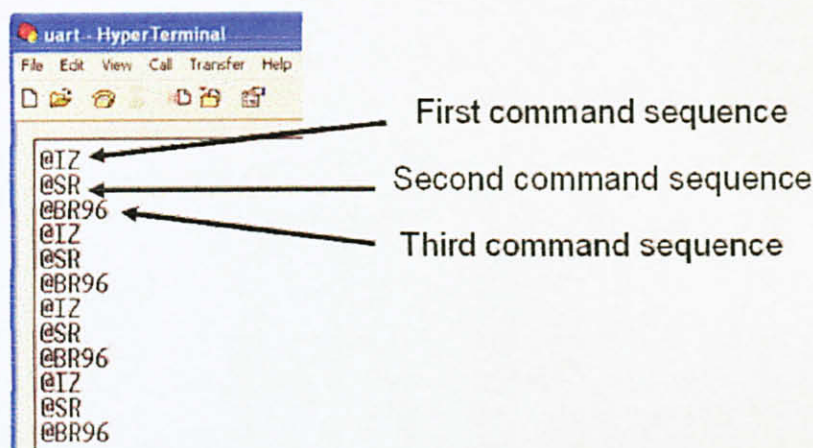 uart - HyperTerminal
File Edit View Call Transfer Help
@IZ
@SR
@BR96
@IZ
@SR
@BR96
@IZ
@SR
@BR96
@IZ
@SR
@BR96
First command sequence
Second command sequence
Third command sequence